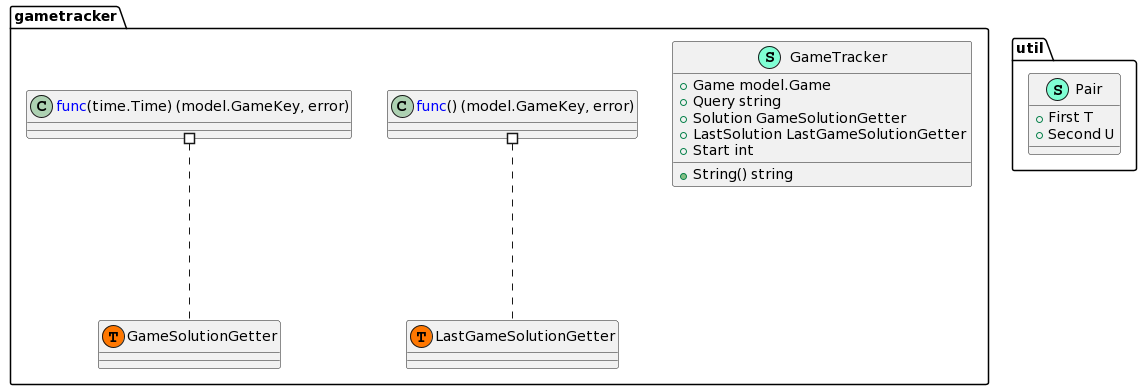 gametracker
C func(time.Time) (model.GameKey, error)
C func() (model.GameKey, error)
S GameTracker
Game model.Game
Query string
Solution GameSolutionGetter
LastSolution LastGameSolutionGetter
Start int
String() string
T GameSolutionGetter
T LastGameSolutionGetter
util
S Pair
First T
Second U